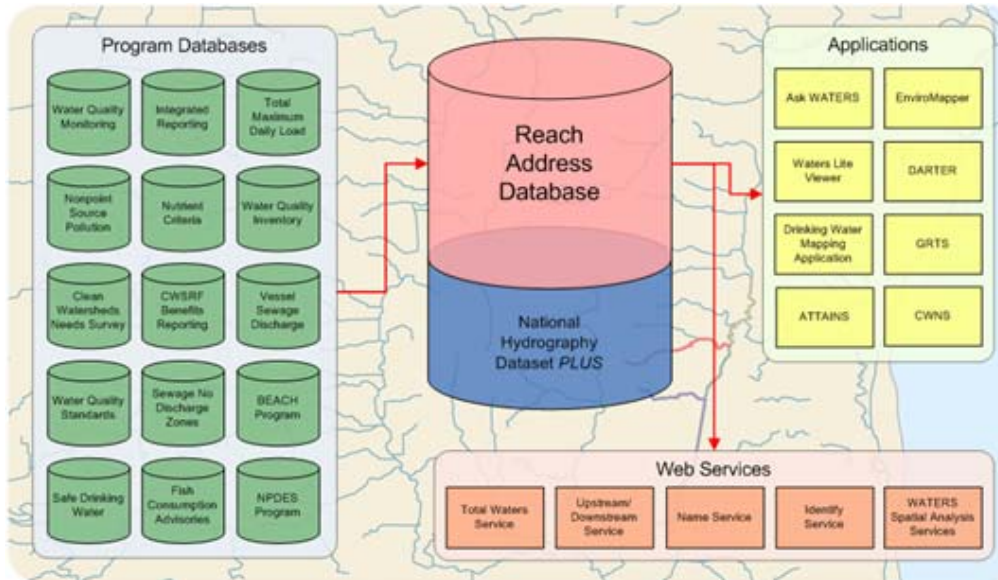 Program Databases
Water Quality
Monitoring
Integrated
Reporting
Total
Maximum
Daily Load
Nonpoint
Source
Pollution
Nutrient
Criteria
Water Quality
Inventory
Clean
Watersheds
Needs Survey
CWSRF
Benefits
Reporting
Vessel
Sewage
Discharge
Water Quality
Standards
Sewage No
Discharge
Zones
BEACH
Program
Safe Drinking
Water
Fish
Consumption
Advisories
NPDES
Program
Reach
Address
Database
National
Hydrography
Dataset PLUS
Applications
Ask WATERS
EnviroMapper
Waters Lite
Viewer
DARTER
Drinking Water
Mapping
Application
GRTS
ATTAINS
CWNS
Web Services
Total Waters
Service
Upstream/
Downstream
Service
Name Service
Identify
Service
WATERS
Spatial Analysis
Services